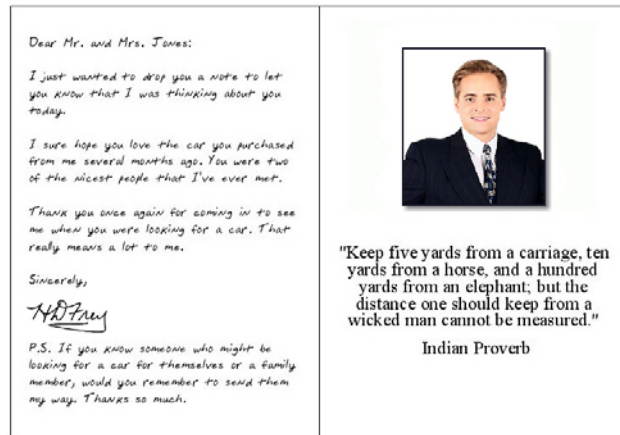 Dear Mr. and Mrs. Jones:
I just wanted to drop you a note to let
you know that I was thinking about you
today.
I sure hope you love the car you purchased
from me several months ago. You were two
of the nicest people that I've ever met.
Thank you once again for coming in to see
me when you were looking for a car. That
really means a lot to me.
Sincerely,
HDFrey
P.S. If you know someone who might be
looking for a car for themselves or a family
member, would you remember to send them
my way. Thanks so much.
"Keep five yards from a carriage, ten
yards from a horse, and a hundred
yards from an elephant; but the
distance one should keep from a
wicked man cannot be measured."
Indian Proverb